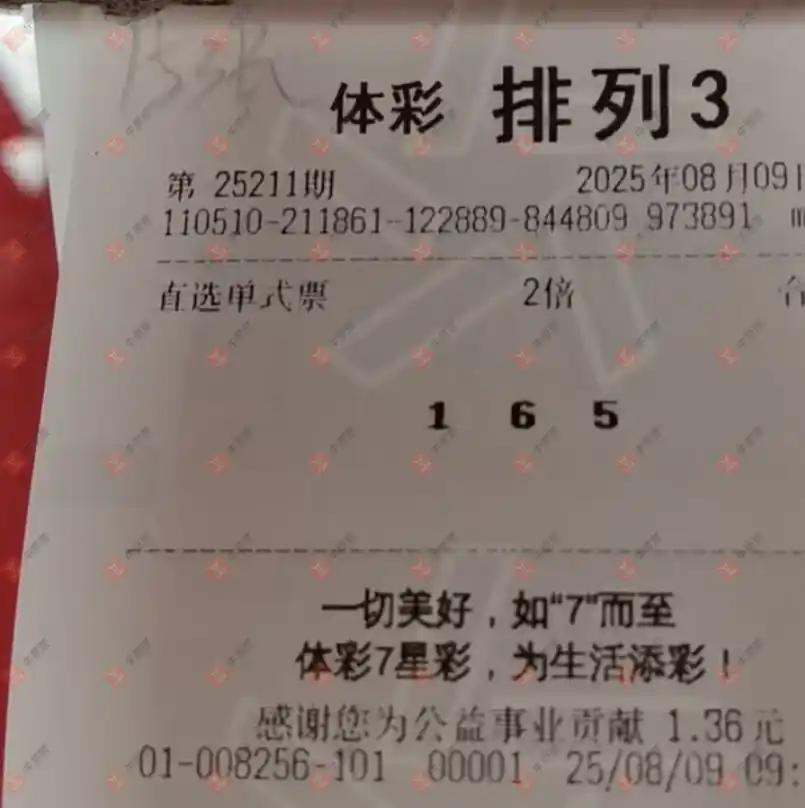 体彩 排列3
第 25211期 2025年08月09日
110510-211861-122889-844809 973891
直选单式票 2倍
1 6 5
一切美好，如“7”而至
体彩7星彩，为生活添彩！
感谢您为公益事业贡献 1.36元
01-008256-101 00001 25/08/09 09: